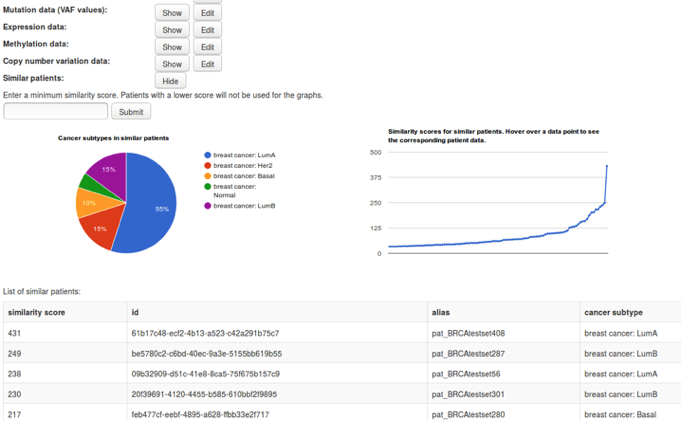 Mutation data (VAF values): Show Edit
Expression data: Show Edit
Methylation data: Show Edit
Copy number variation data: Show Edit
Similar patients: Hide
Enter a minimum similarity score. Patients with a lower score will not be used for the graphs.
Submit
Cancer subtypes in similar patients
15%
55%
10%
15%
breast cancer: LumA
breast cancer: Her2
breast cancer: Basal
breast cancer:
Normal
breast cancer: LumB
Similarity scores for similar patients. Hover over a data point to see
the corresponding patient data.
500
375
250
125
0
List of similar patients:
similarity score id alias cancer subtype
431 61b17c48-ecf2-4b13-a523-c42a291b75c7 pat_BRCAtestset408 breast cancer: LumA
249 be5780c2-c6bd-40ec-9a3e-5155bb619b55 pat_BRCAtestset287 breast cancer: LumB
238 09b32909-d51c-41e8-8ca5-75f675b157c9 pat_BRCAtestset56 breast cancer: LumA
230 20f39691-4120-4455-b585-610bbf2f9895 pat_BRCAtestset301 breast cancer: LumB
217 feb477cf-eebf-4895-a628-ffbb33e2f717 pat_BRCAtestset280 breast cancer: Basal